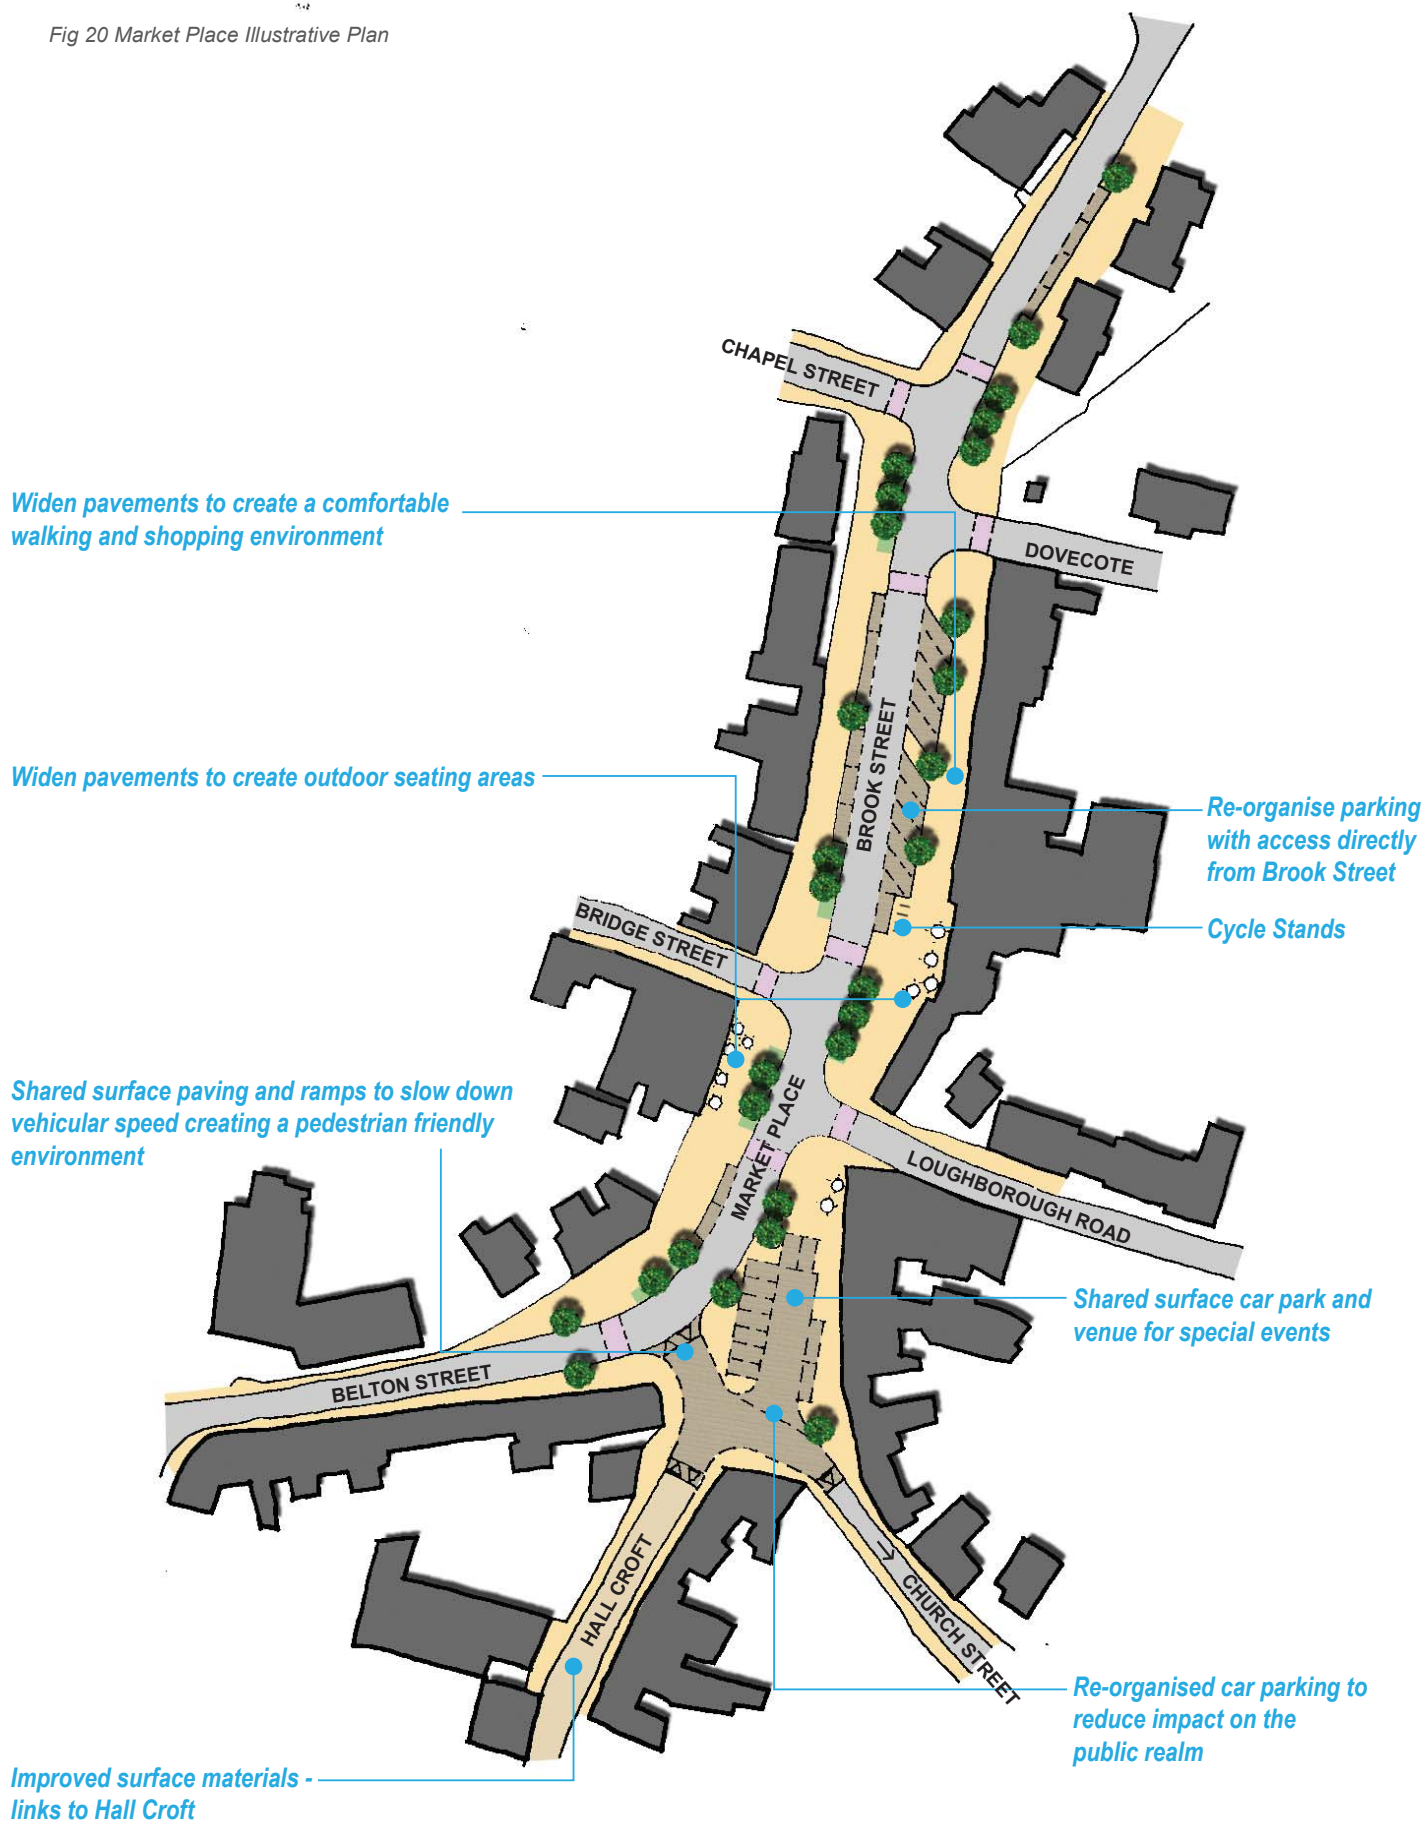 Fig 20 Market Place Illustrative Plan
CHAPEL STREET
Widen pavements to create a comfortable
walking and shopping environment
DOVECOTE
BROOK STREET
Widen pavements to create outdoor seating areas
Re-organise parking
with access directly
from Brook Street
BRIDGE STREET
Cycle Stands
Shared surface paving and ramps to slow down
vehicular speed creating a pedestrian friendly
environment
MARKET PLACE
LOUGHBOROUGH ROAD
Shared surface car park and
venue for special events
BELTON STREET
HALL CROFT
CHURCH STREET
Re-organised car parking to
reduce impact on the
public realm
Improved surface materials -
links to Hall Croft